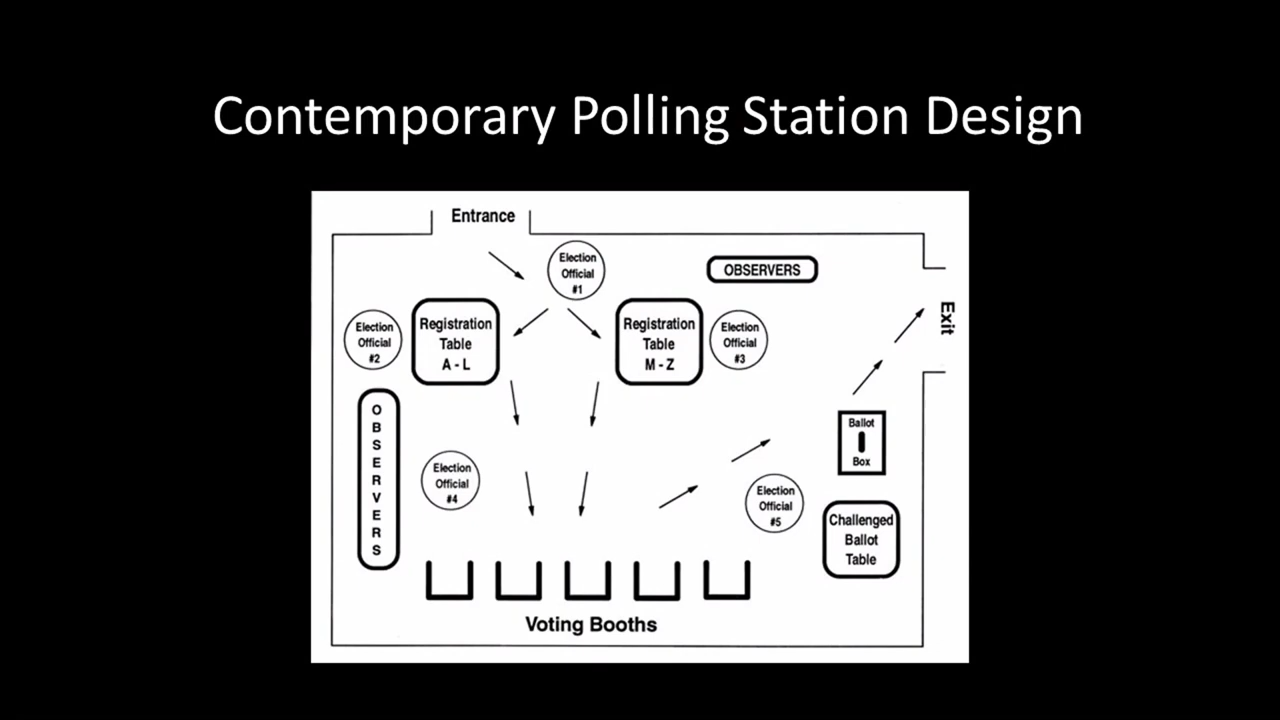 Contemporary Polling Station Design
Entrance
Election
Official
#1
OBSERVERS
Election
Official
#2
Registration
Table
A - L
Registration
Table
M - Z
Election
Official
#3
Exit
OBSERVERS
Election
Official
#4
Ballot
Box
Election
Official
#5
Challenged
Ballot
Table
Voting Booths